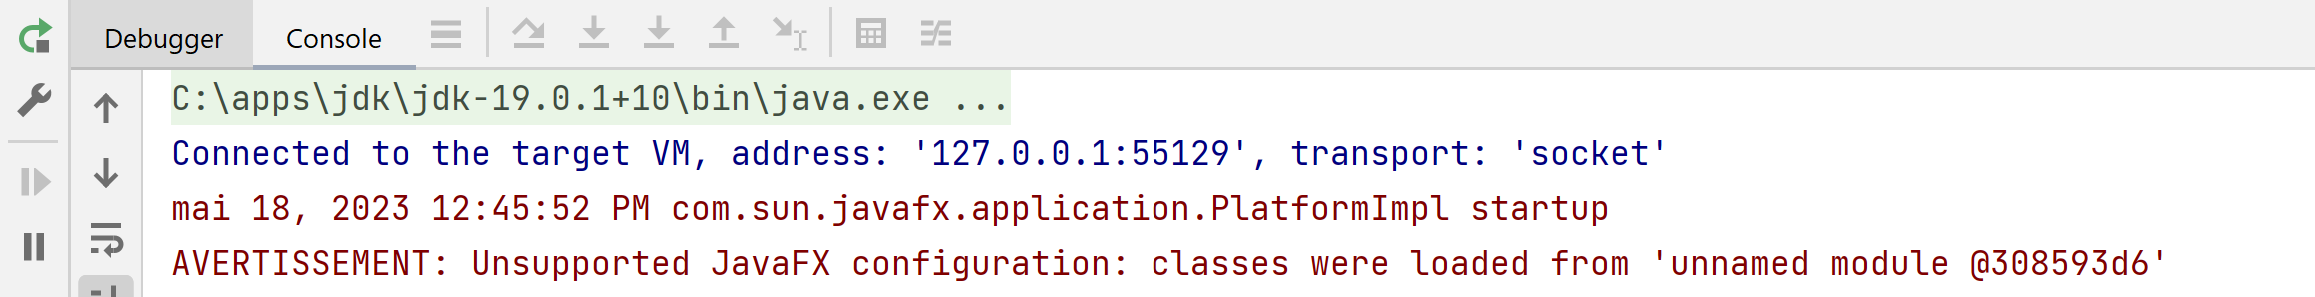 Debugger Console
C:\apps\jdk\jdk-19.0.1+10\bin\java.exe ...
Connected to the target VM, address: '127.0.0.1:55129', transport: 'socket'
mai 18, 2023 12:45:52 PM com.sun.javafx.application.PlatformImpl startup
AVERTISSEMENT: Unsupported JavaFX configuration: classes were loaded from 'unnamed module @308593d6'